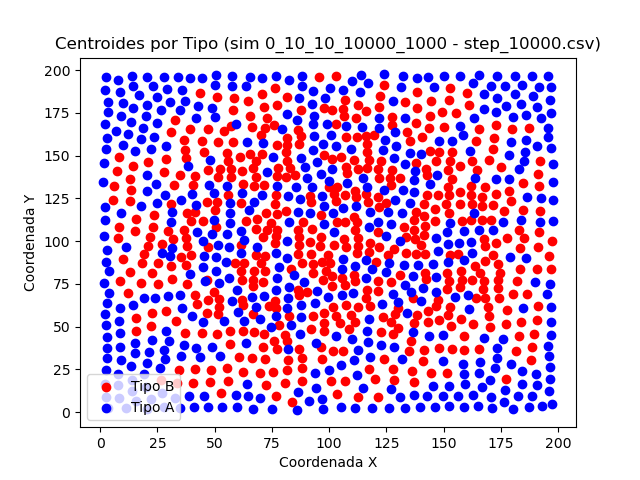 Centroides por Tipo (sim 0_10_10_10000_1000 - step_10000.csv)
200
175
150
125
100
75
50
25
0
Coordenada Y
Tipo B
Tipo A
0 25 50 75 100 125 150 175 200
Coordenada X